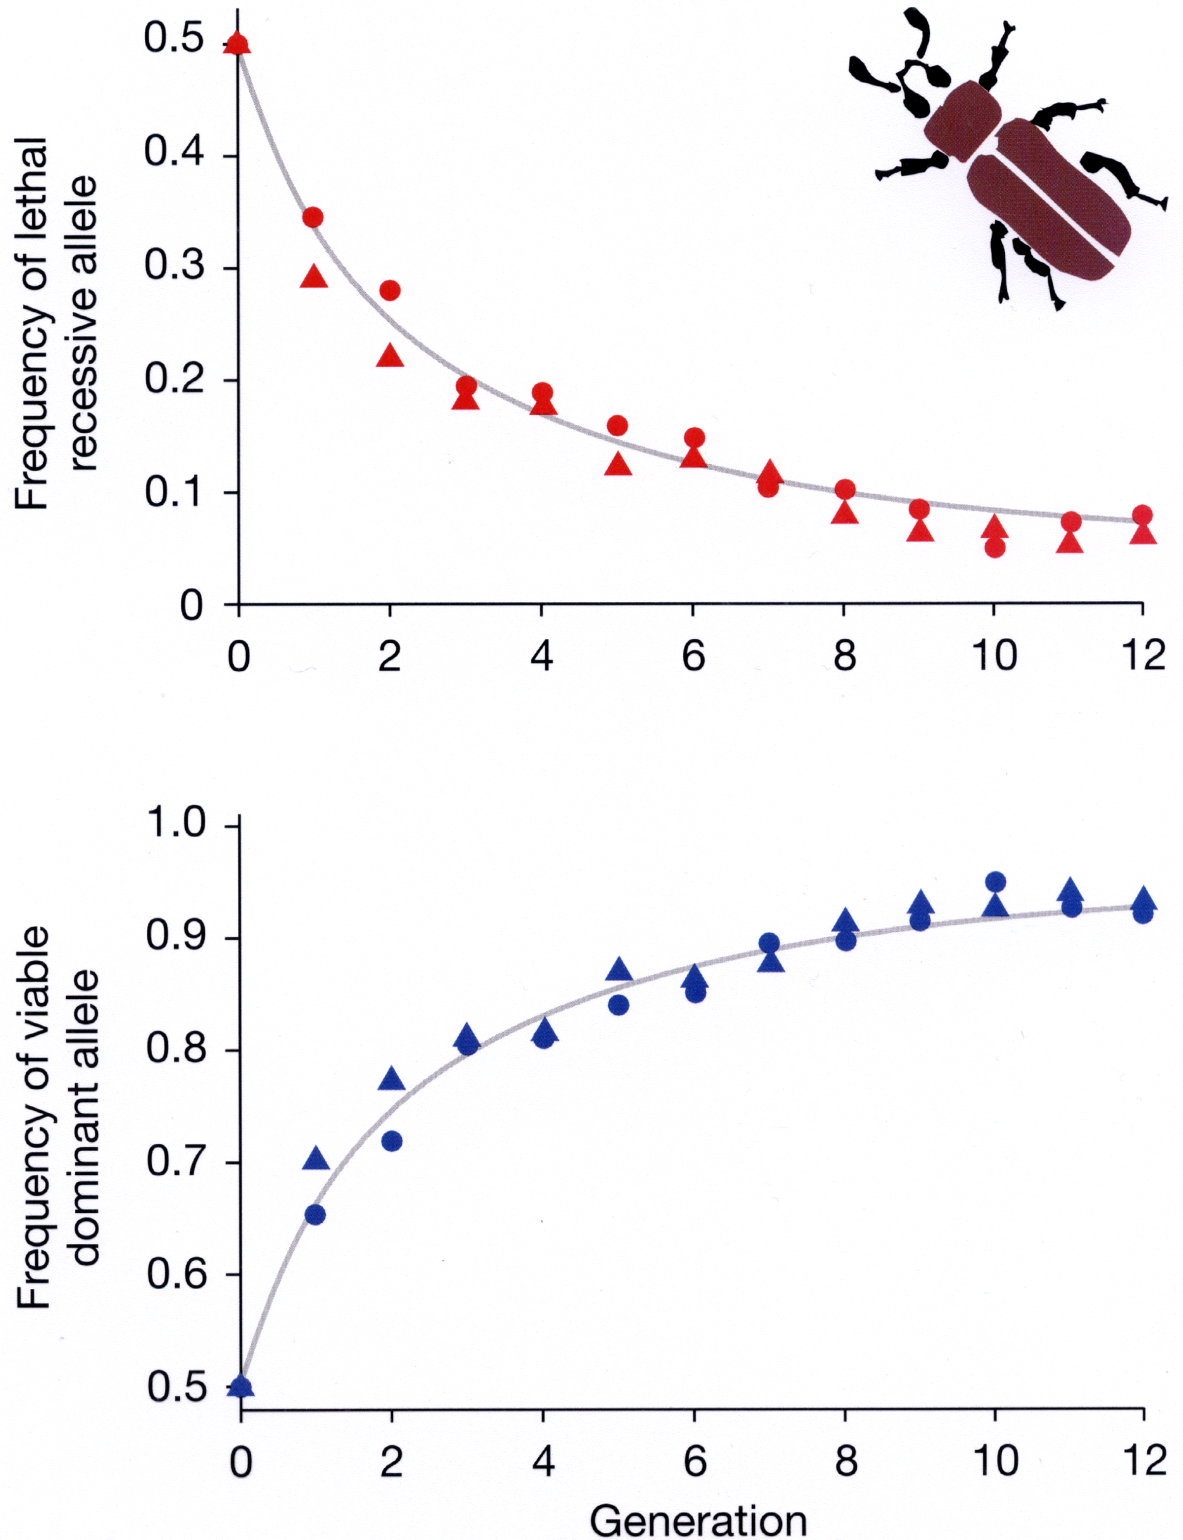 Frequency of lethal
recessive allele
0.5
0.4
0.3
0.2
0.1
0
0 2 4 6 8 10 12
Frequency of viable
dominant allele
1.0
0.9
0.8
0.7
0.6
0.5
0 2 4 6 8 10 12
Generation